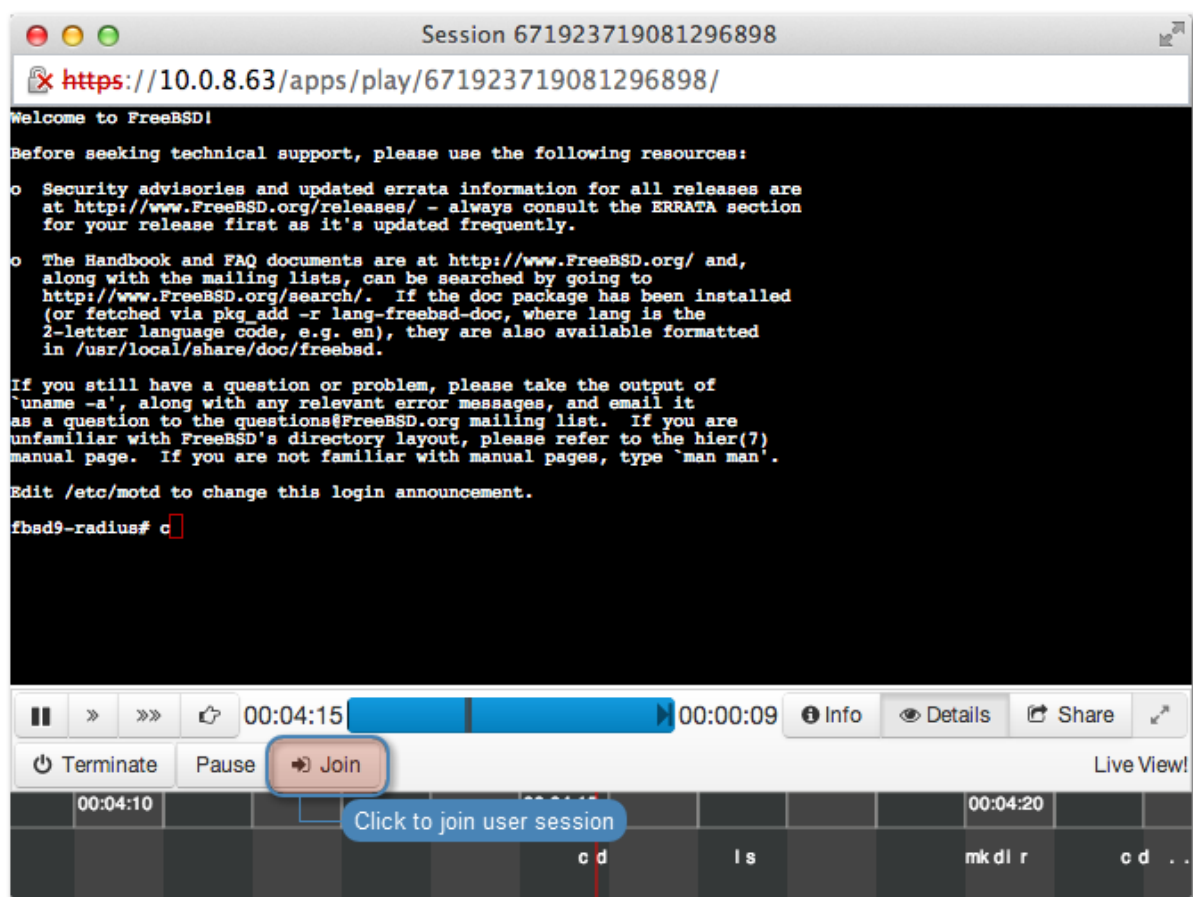 Session 671923719081296898
https://10.0.8.63/apps/play/671923719081296898/
Welcome to FreeBSD!
Before seeking technical support, please use the following resources:
o  Security advisories and updated errata information for all releases are
at http://www.FreeBSD.org/releases/ - always consult the ERRATA section
for your release first as it's updated frequently.
o  The Handbook and FAQ documents are at http://www.FreeBSD.org/ and,
along with the mailing lists, can be searched by going to
http://www.FreeBSD.org/search/.  If the doc package has been installed
(or fetched via pkg_add -r lang-freebsd-doc, where lang is the
2-letter language code, e.g. en), they are also available formatted
in /usr/local/share/doc/freebsd.
If you still have a question or problem, please take the output of
`uname -a', along with any relevant error messages, and email it
as a question to the questions@FreeBSD.org mailing list.  If you are
unfamiliar with FreeBSD's directory layout, please refer to the hier(7)
manual page.  If you are not familiar with manual pages, type `man man'.
Edit /etc/motd to change this login announcement.
fbsd9-radius# c
00:04:15 00:00:09 Info Details Share
Terminate Pause Join Live View!
00:04:10 00:04:20
Click to join user session
cd ls mkdir cd ..